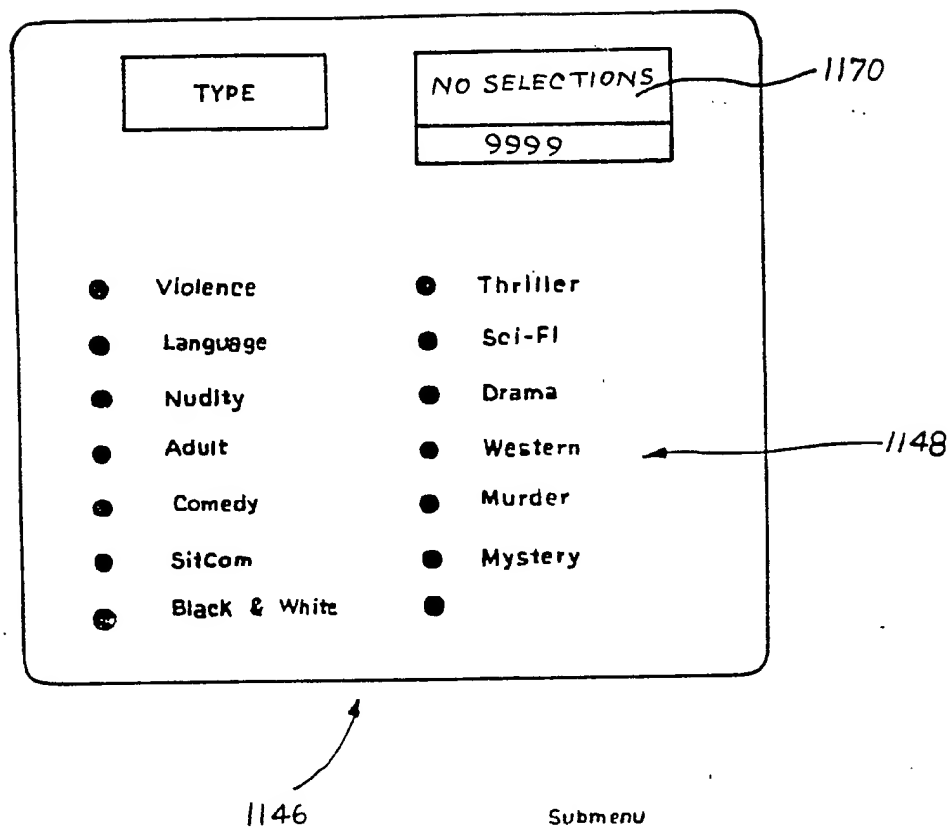 TYPE
NO SELECTIONS
9999
1170
Violence
Language
Nudity
Adult
Comedy
SitCom
Black & White
Thriller
Sci-Fi
Drama
Western
Murder
Mystery
1148
1146
Submenu